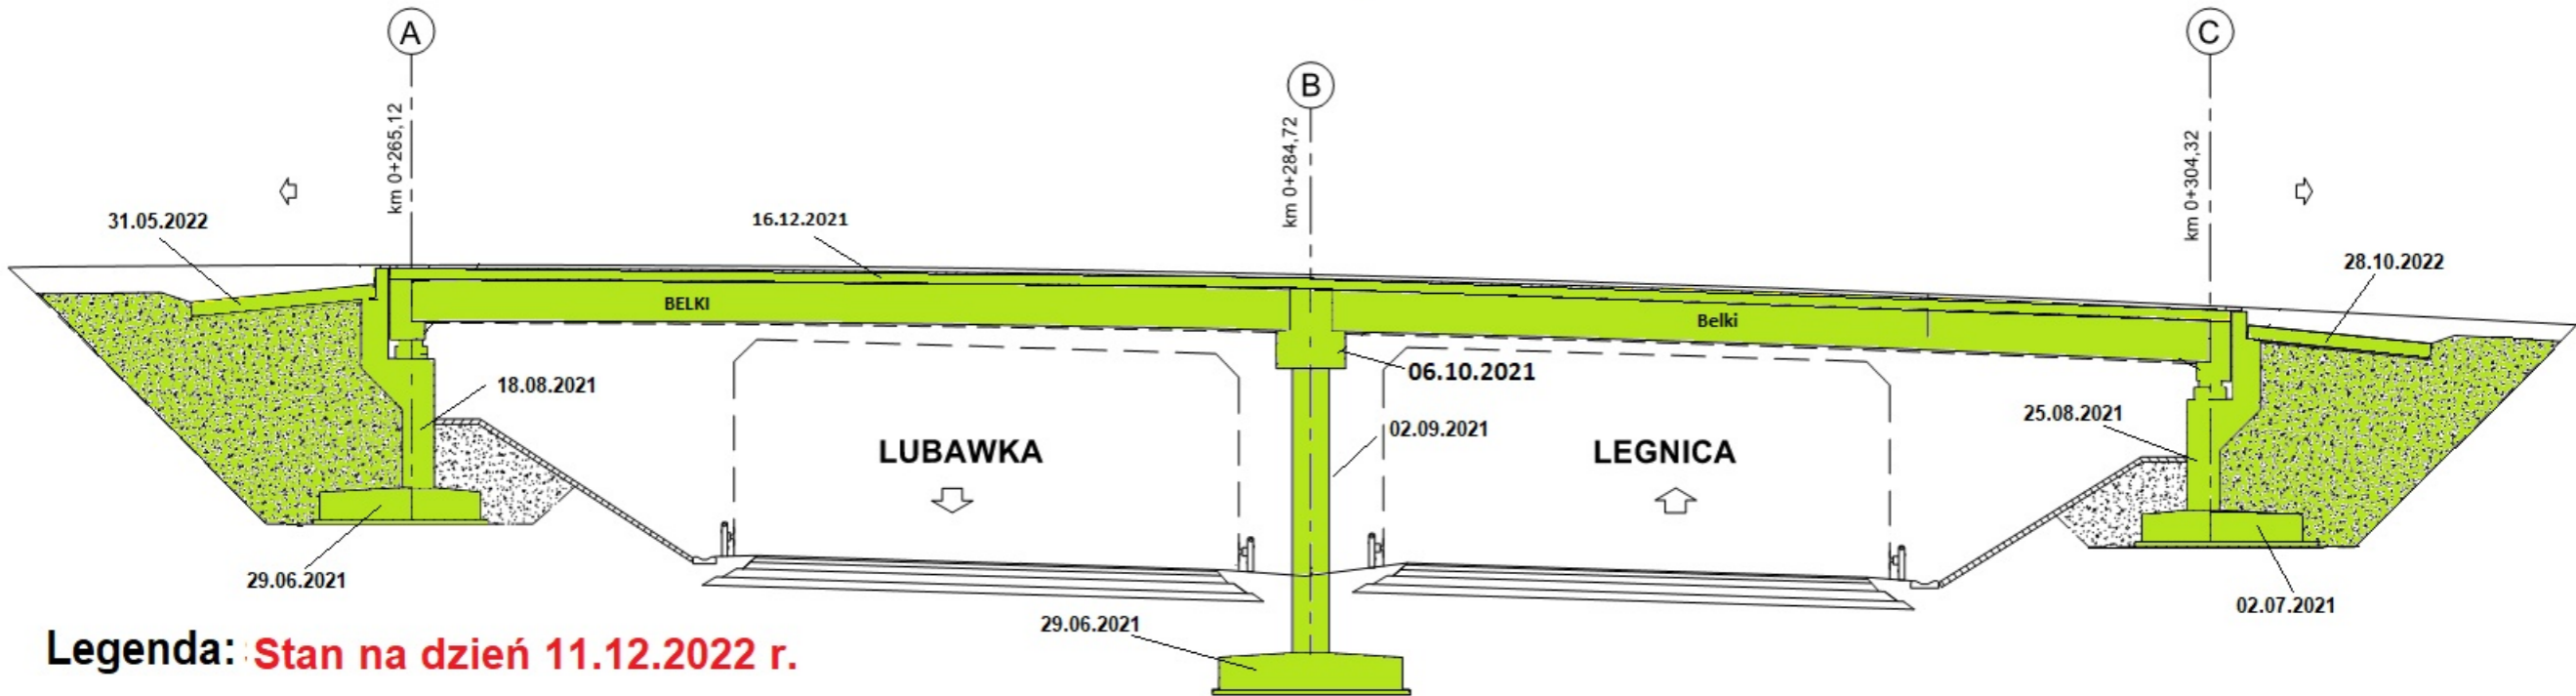 A
B
C
km 0+265,12
km 0+284,72
km 0+304,32
31.05.2022
16.12.2021
28.10.2022
BELKI
Belki
18.08.2021
06.10.2021
02.09.2021
25.08.2021
LUBAWKA
LEGNICA
29.06.2021
02.07.2021
29.06.2021
Legenda: Stan na dzień 11.12.2022 r.